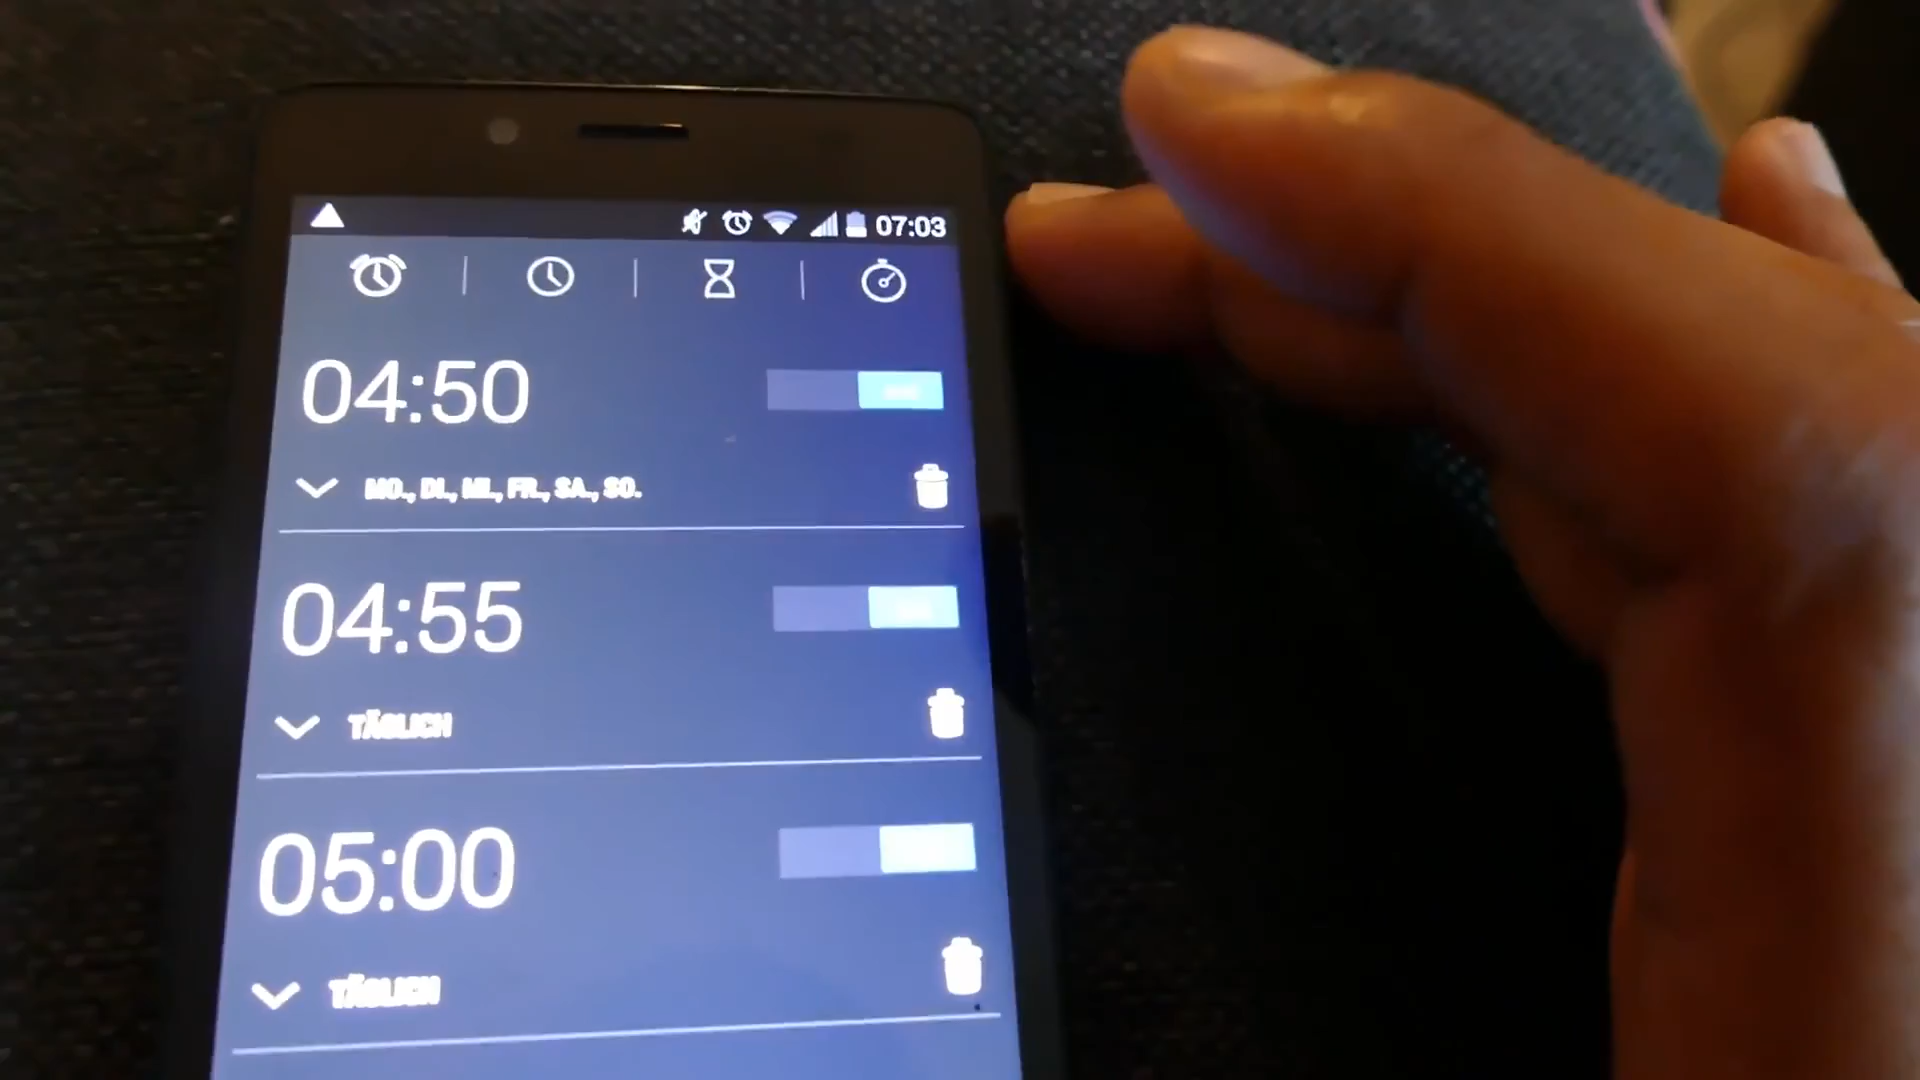 07:03
04:50
MO., DI., MI., FR., SA., SO.
04:55
TÄGLICH
05:00
TÄGLICH